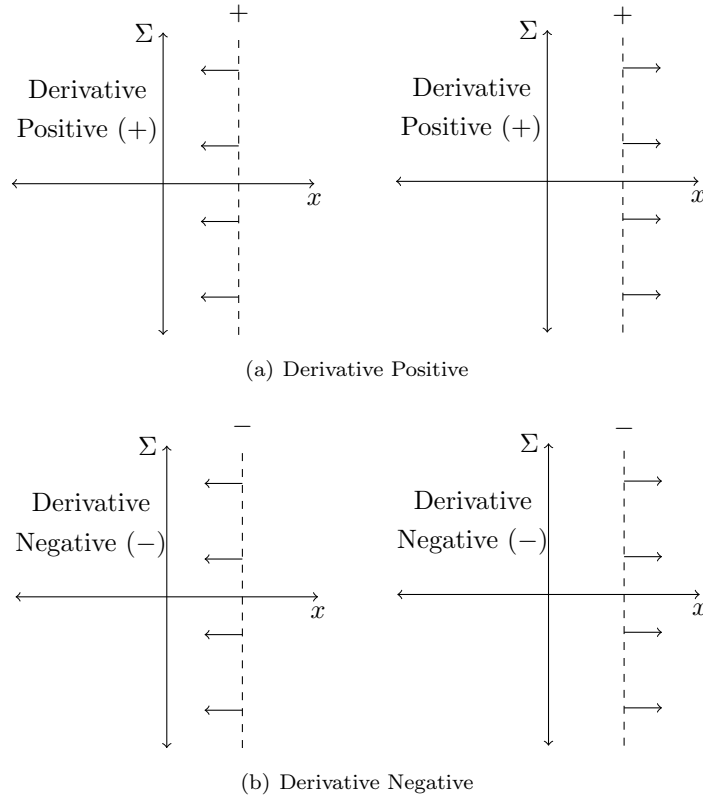 +
Σ
Derivative
Positive (+)
x
+
Σ
Derivative
Positive (+)
x
(a) Derivative Positive
−
Σ
Derivative
Negative (−)
x
−
Σ
Derivative
Negative (−)
x
(b) Derivative Negative